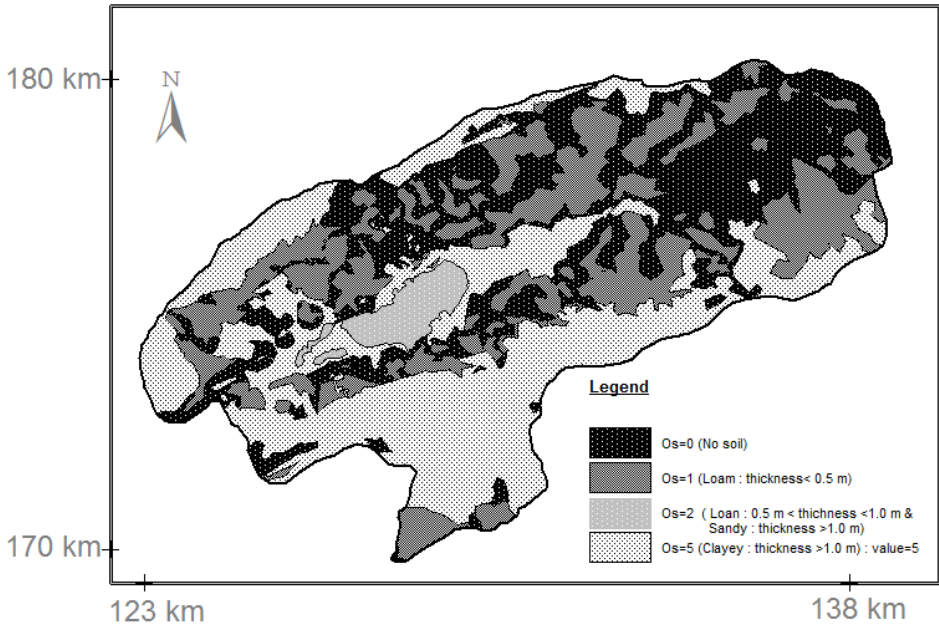 180 km
N
170 km
123 km
138 km
Legend
Os=0 (No soil)
Os=1 (Loam : thickness< 0.5 m)
Os=2 ( Loan : 0.5 m < thichness <1.0 m &
Sandy : thickness >1.0 m)
Os=5 (Clayey : thickness >1.0 m) : value=5